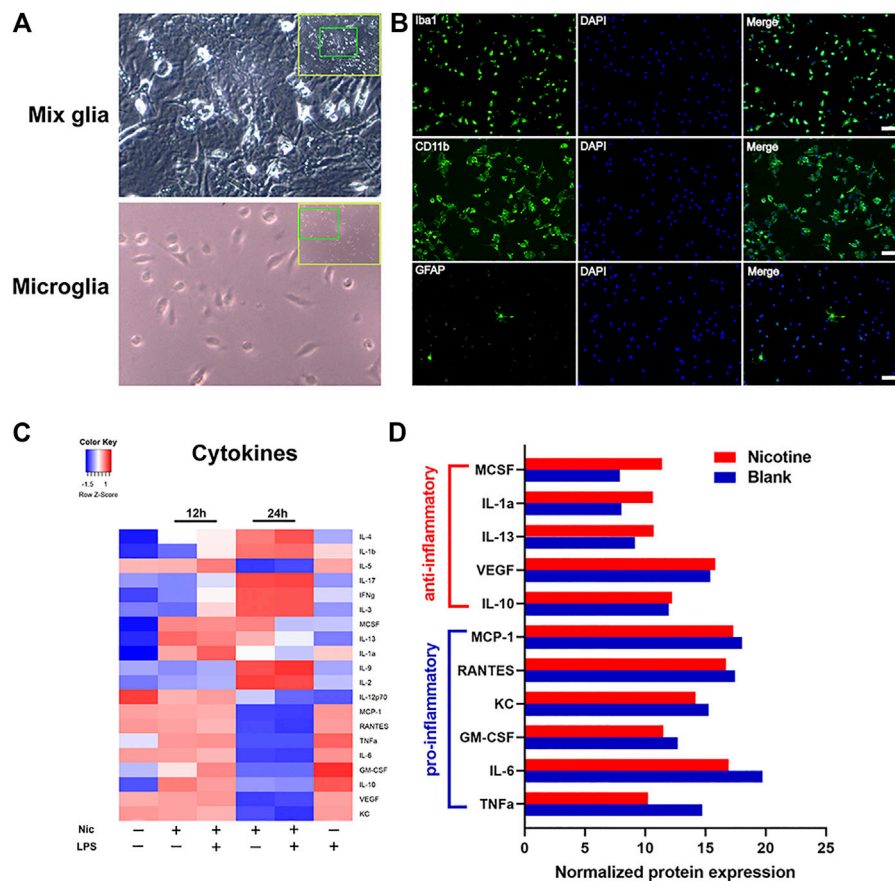 A
Mix glia
Microglia
B
Iba1 DAPI Merge
CD11b DAPI Merge
GFAP DAPI Merge
C
Color Key
-1.5 1
Row Z-Score
Cytokines
12h 24h
IL-4
IL-1b
IL-5
IL-17
IFNg
IL-3
MCSF
IL-13
IL-1a
IL-9
IL-2
IL-12p70
MCP-1
RANTES
TNFa
IL-6
GM-CSF
IL-10
VEGF
KC
Nic — + + + + —
LPS — — + — + +
D
Nicotine
Blank
anti-inflammatory
MCSF
IL-1a
IL-13
VEGF
IL-10
pro-inflammatory
MCP-1
RANTES
KC
GM-CSF
IL-6
TNFa
0 5 10 15 20 25
Normalized protein expression